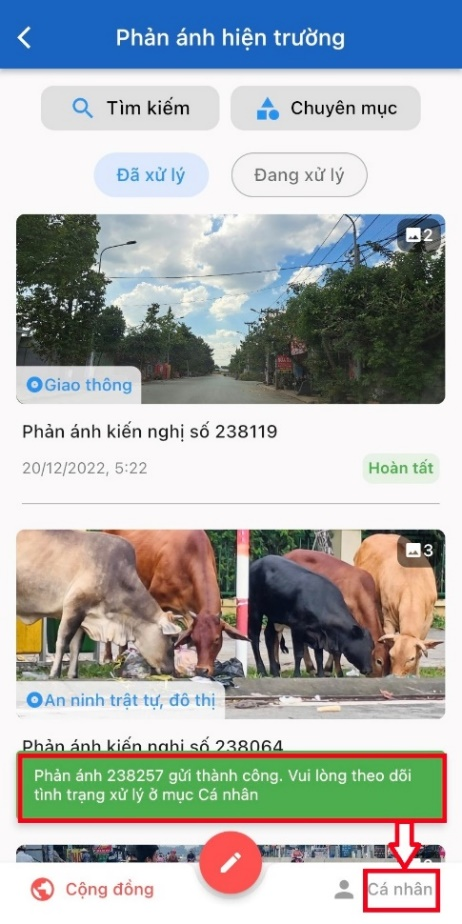 Phản ánh hiện trường
Tìm kiếm
Chuyên mục
Đã xử lý
Đang xử lý
2
Giao thông
Phản ánh kiến nghị số 238119
20/12/2022, 5:22
Hoàn tất
3
An ninh trật tự, đô thị
Phản ánh kiến nghị số 238064
Phản ánh 238257 gửi thành công. Vui lòng theo dõi
tình trạng xử lý ở mục Cá nhân
Cộng đồng
Cá nhân